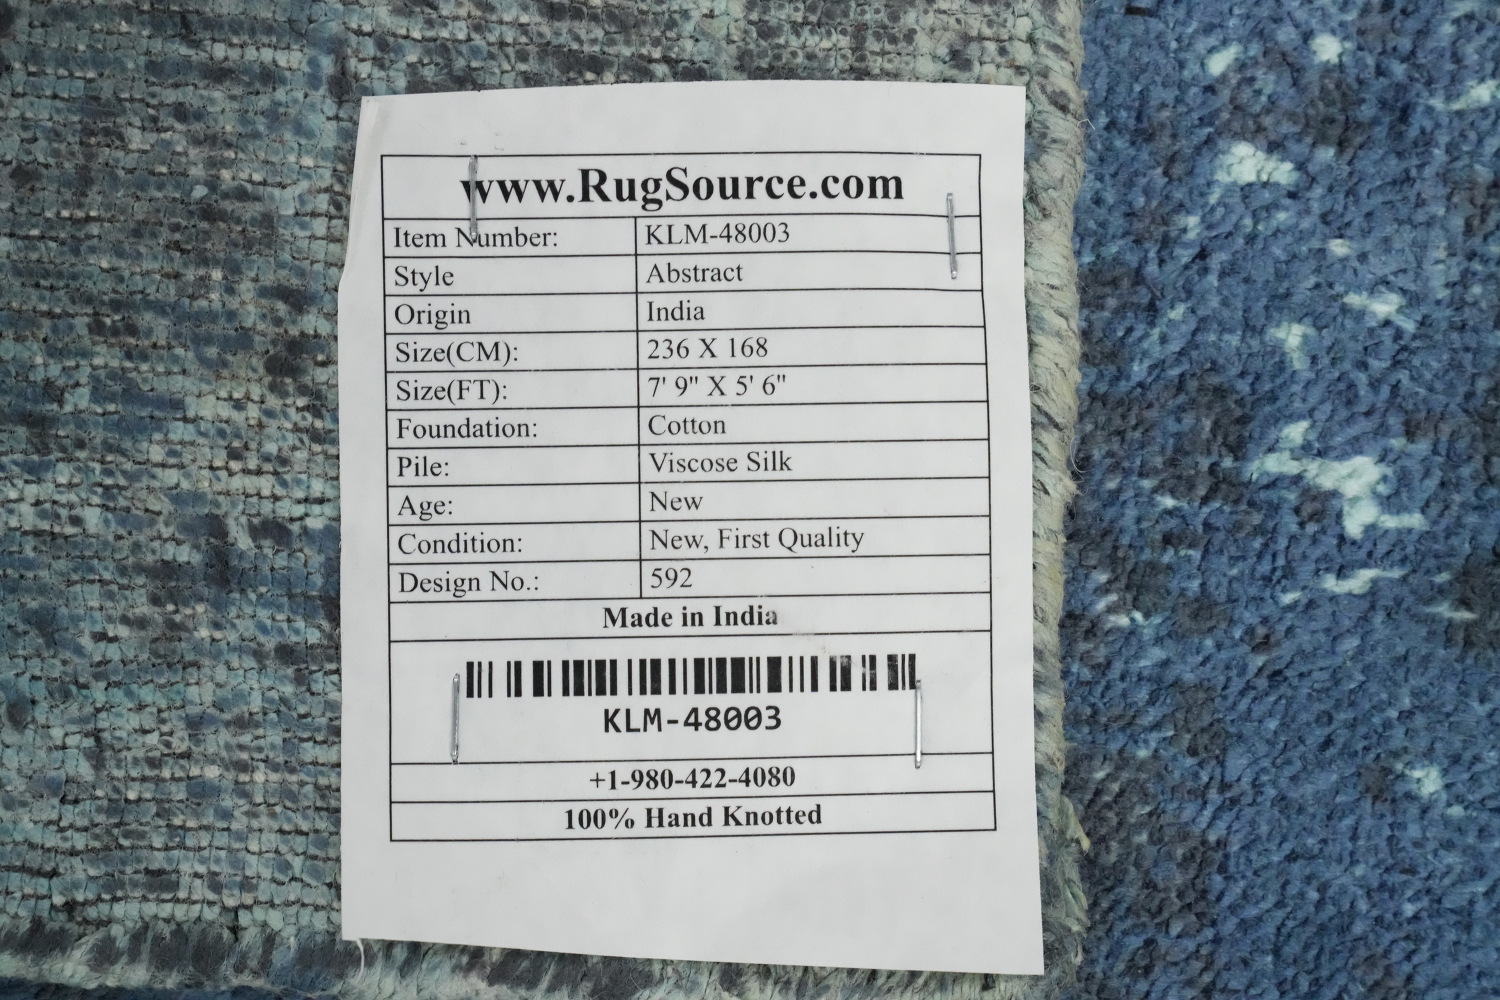 www.RugSource.com
Item Number: KLM-48003
Style Abstract
Origin India
Size(CM): 236 X 168
Size(FT): 7' 9" X 5' 6"
Foundation: Cotton
Pile: Viscose Silk
Age: New
Condition: New, First Quality
Design No.: 592
Made in India
KLM-48003
+1-980-422-4080
100% Hand Knotted